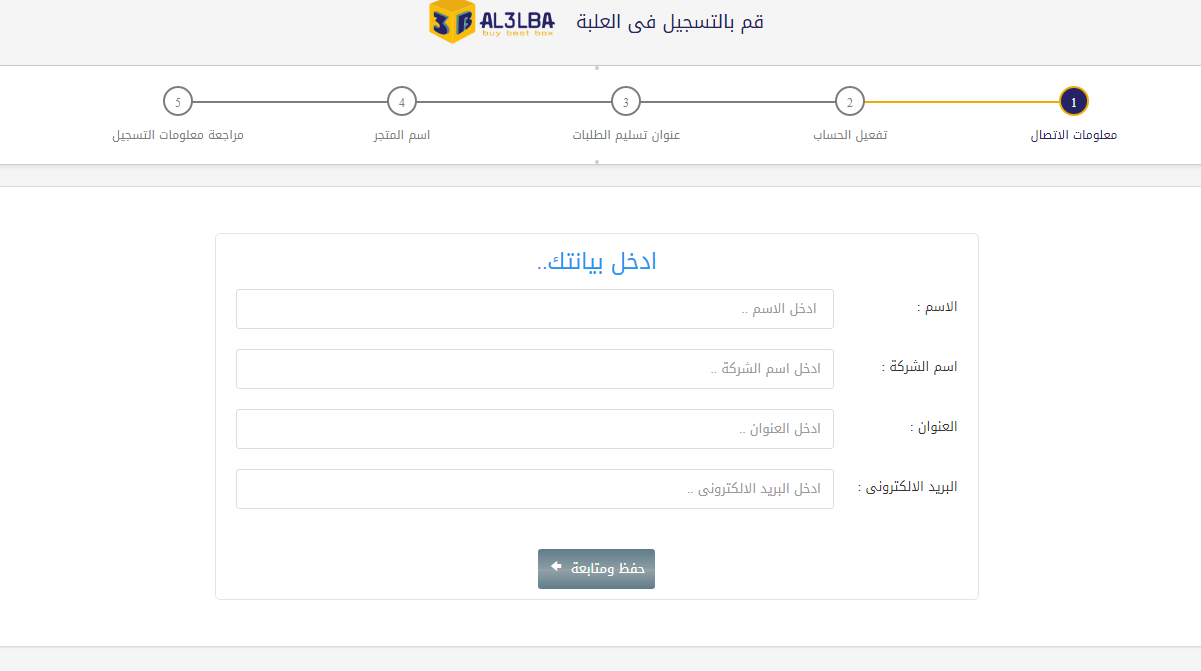 قم بالتسجيل فى العلبة
AL3LBA
buy best box
1
2
3
4
5
معلومات الاتصال
تفعيل الحساب
عنوان تسليم الطلبات
اسم المتجر
مراجعة معلومات التسجيل
ادخل بيانتك..
الاسم :
ادخل الاسم ..
اسم الشركة :
ادخل اسم الشركة ..
العنوان :
ادخل العنوان ..
البريد الالكترونى :
ادخل البريد الالكترونى ..
حفظ ومتابعة